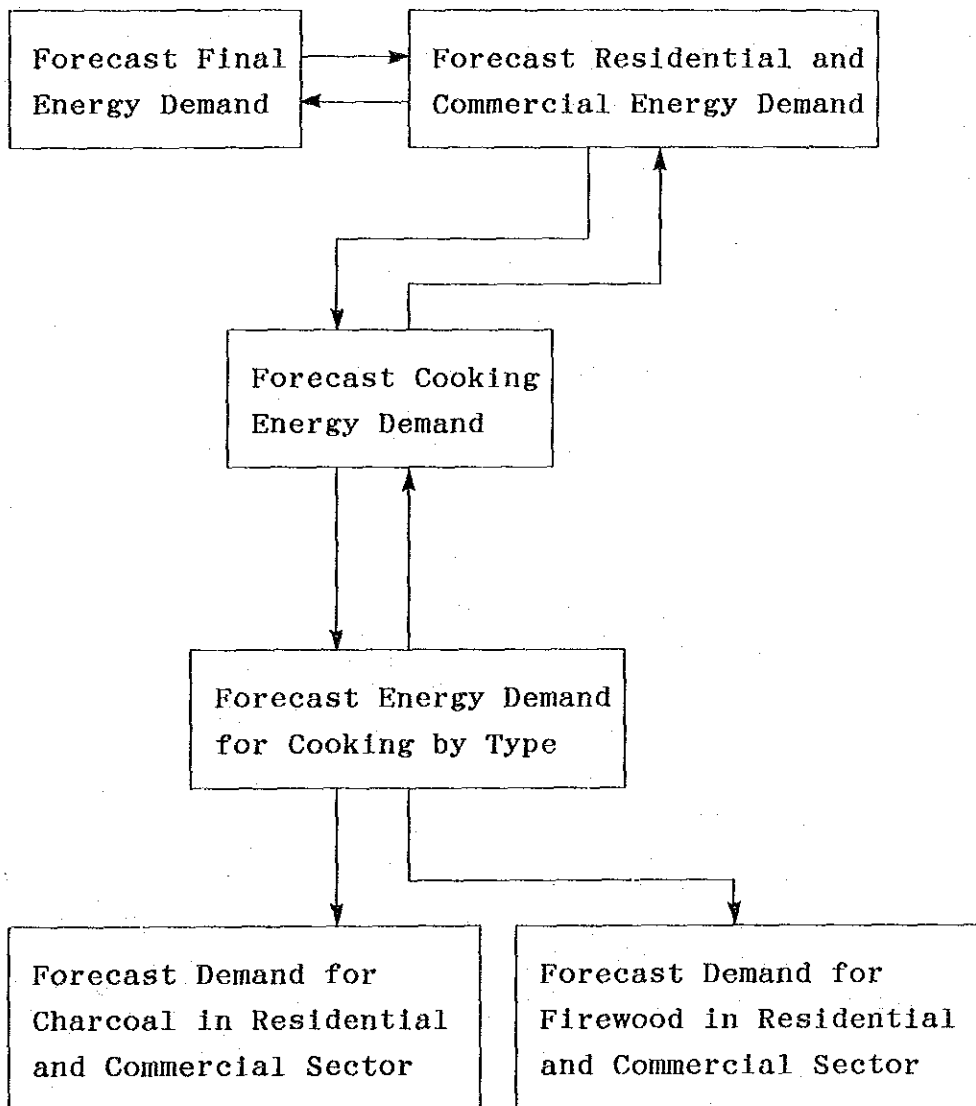 Forecast Final
Energy Demand
Forecast Residential and
Commercial Energy Demand
Forecast Cooking
Energy Demand
Forecast Energy Demand
for Cooking by Type
Forecast Demand for
Charcoal in Residential
and Commercial Sector
Forecast Demand for
Firewood in Residential
and Commercial Sector